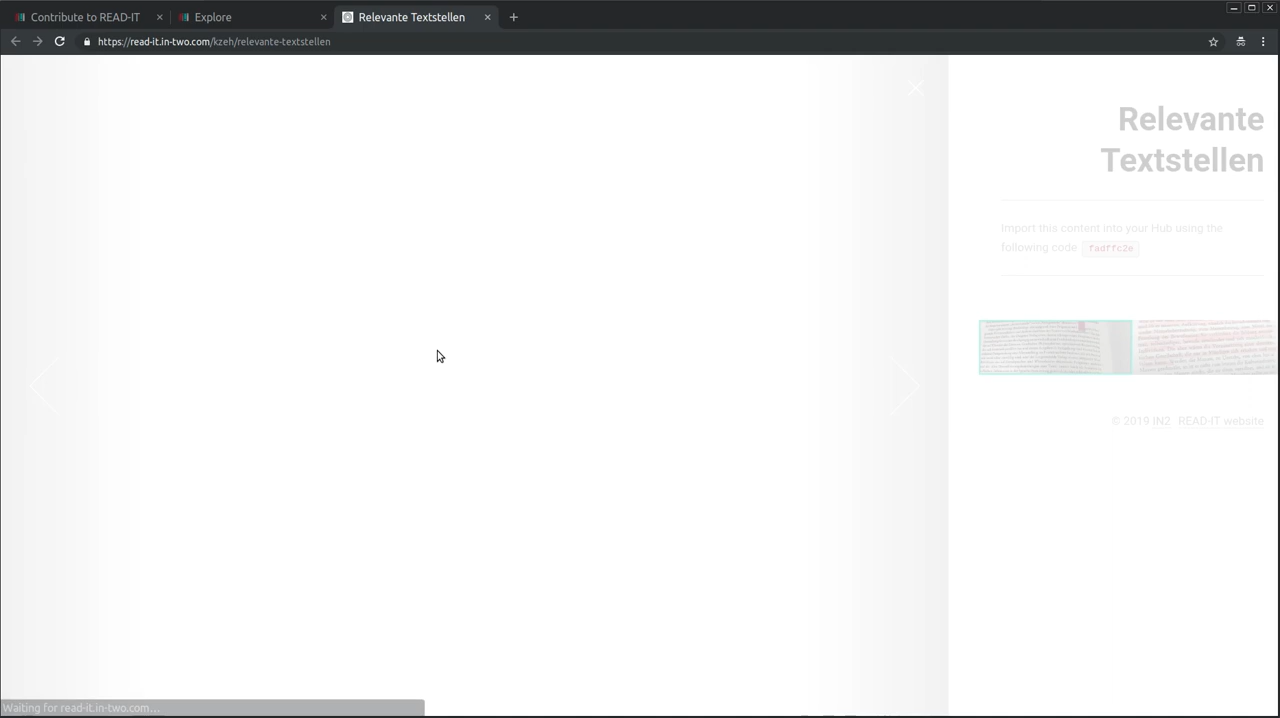 Contribute to READ-IT
Explore
Relevante Textstellen
https://read-it.in-two.com/kzeh/relevante-textstellen
Relevante
Textstellen
Import this content into your Hub using the
following code fadffc2e
© 2019 IN2 READ-IT website
Waiting for read-it.in-two.com...